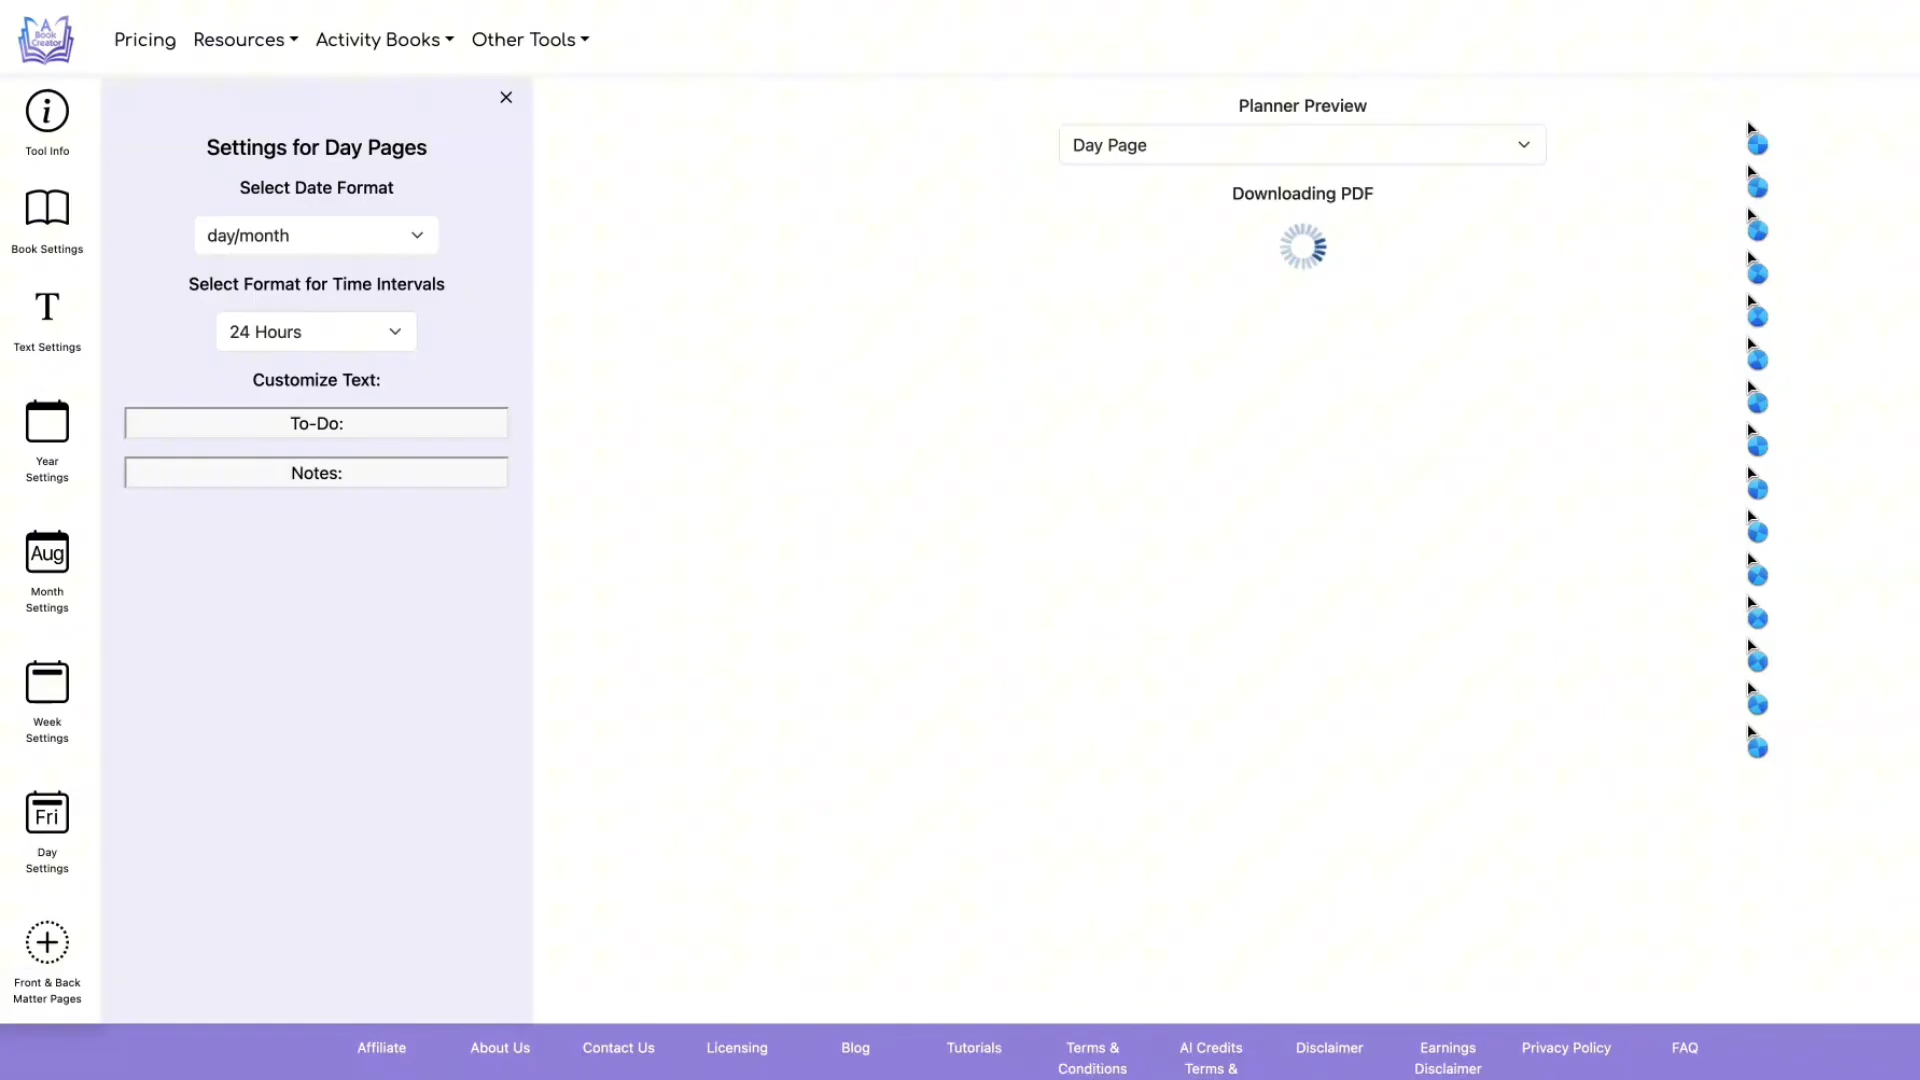 A
Book
Creator
Pricing
Resources
Activity Books
Other Tools
Tool Info
Book Settings
Text Settings
Year
Settings
Aug
Month
Settings
Week
Settings
Fri
Day
Settings
Front & Back
Matter Pages
Settings for Day Pages
Select Date Format
day/month
Select Format for Time Intervals
24 Hours
Customize Text:
To-Do:
Notes:
Planner Preview
Day Page
Downloading PDF
Affiliate
About Us
Contact Us
Licensing
Blog
Tutorials
Terms &
Conditions
AI Credits
Terms &
Disclaimer
Earnings
Disclaimer
Privacy Policy
FAQ